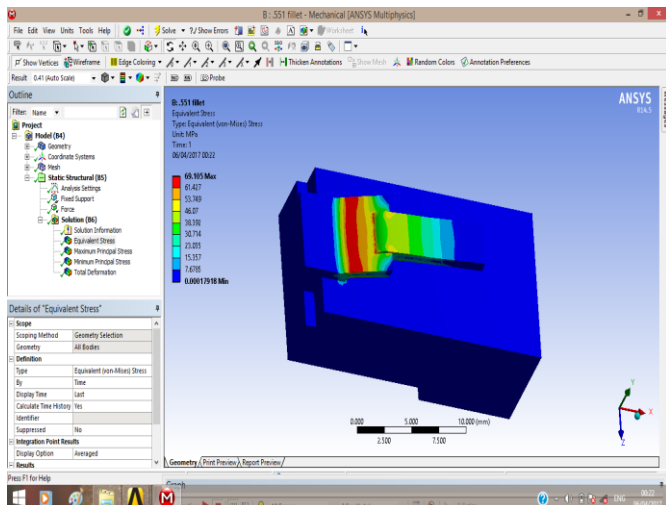 B : .551 fillet - Mechanical [ANSYS Multiphysics]
File Edit View Units Tools Help Solve ?/ Show Errors Worksheet
Show Vertices Wireframe Edge Coloring Thicken Annotations Show Mesh Random Colors Annotation Preferences
Result 0.41 (Auto Scale) Probe
Outline
Filter: Name
Project
Model (B4)
Geometry
Coordinate Systems
Mesh
Static Structural (B5)
Analysis Settings
Fixed Support
Force
Solution (B6)
Solution Information
Equivalent Stress
Maximum Principal Stress
Minimum Principal Stress
Total Deformation
Details of "Equivalent Stress"
Scope
Scoping Method Geometry Selection
Geometry All Bodies
Definition
Type Equivalent (von-Mises) Stress
By Time
Display Time Last
Calculate Time History Yes
Identifier
Suppressed No
Integration Point Results
Display Option Averaged
Results
B: .551 fillet
Equivalent Stress
Type: Equivalent (von-Mises) Stress
Unit: MPa
Time: 1
06/04/2017 00:22
69.105 Max
61.427
53.749
46.07
38.392
30.714
23.035
15.357
7.6785
0.00017918 Min
ANSYS
R14.5
0.000 5.000 10.000 (mm)
2.500 7.500
Y
X
Z
Geometry Print Preview Report Preview
Press F1 for Help
Graph
00:22
06/04/2017